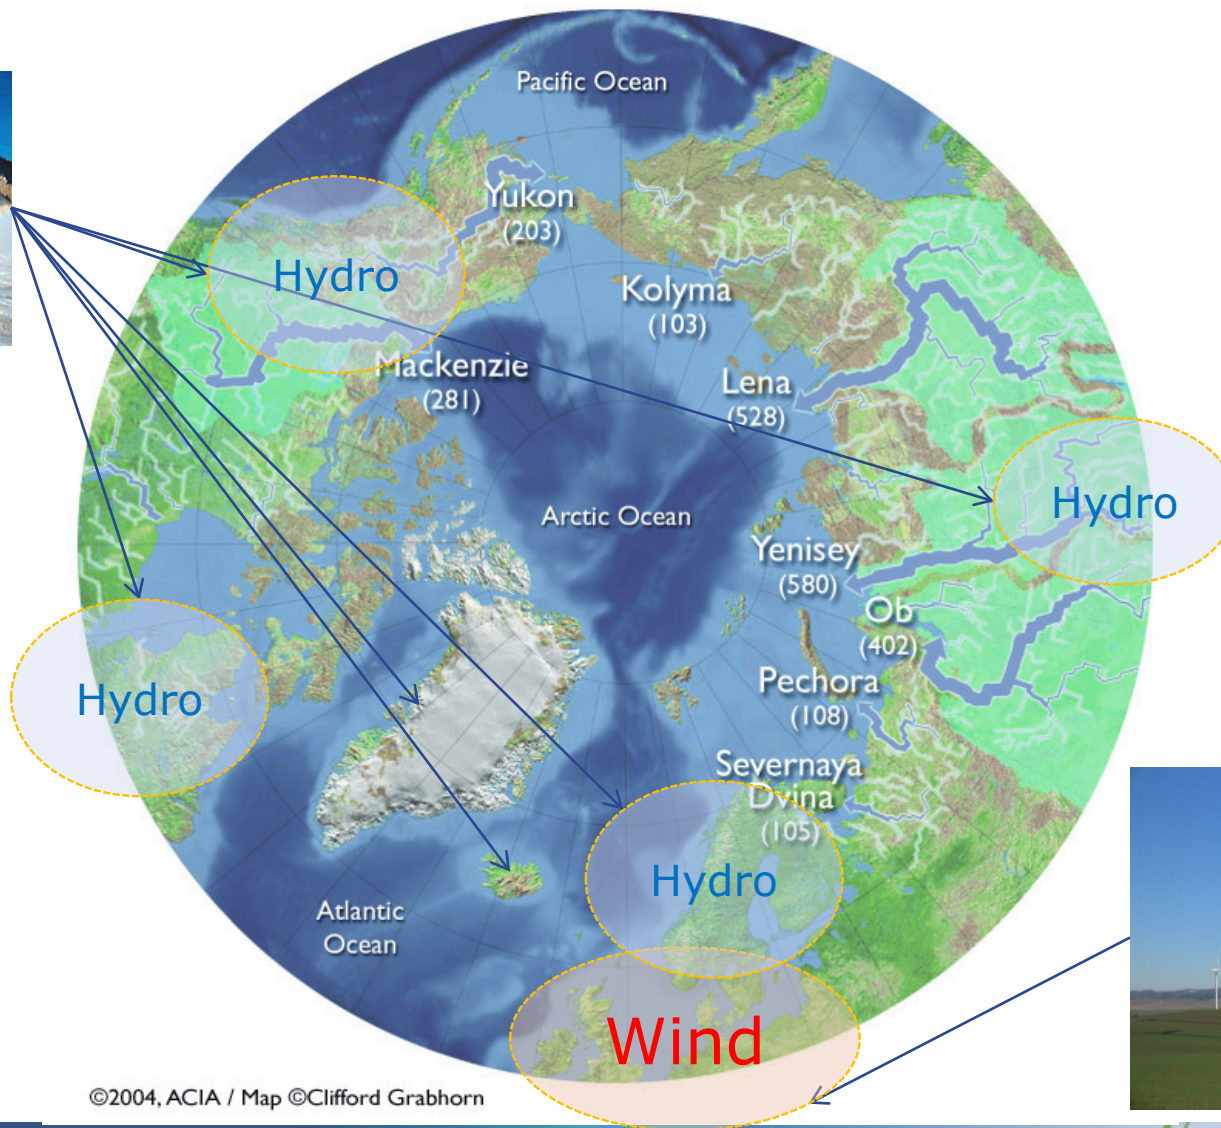 Pacific Ocean
Yukon
(203)
Hydro
Kolyma
(103)
Mackenzie
(281)
Lena
(528)
Hydro
Arctic Ocean
Yenisey
(580)
Ob
(402)
Hydro
Pechora
(108)
Severnaya
Dvina
(105)
Hydro
Atlantic
Ocean
Wind
©2004, ACIA / Map ©Clifford Grabhorn